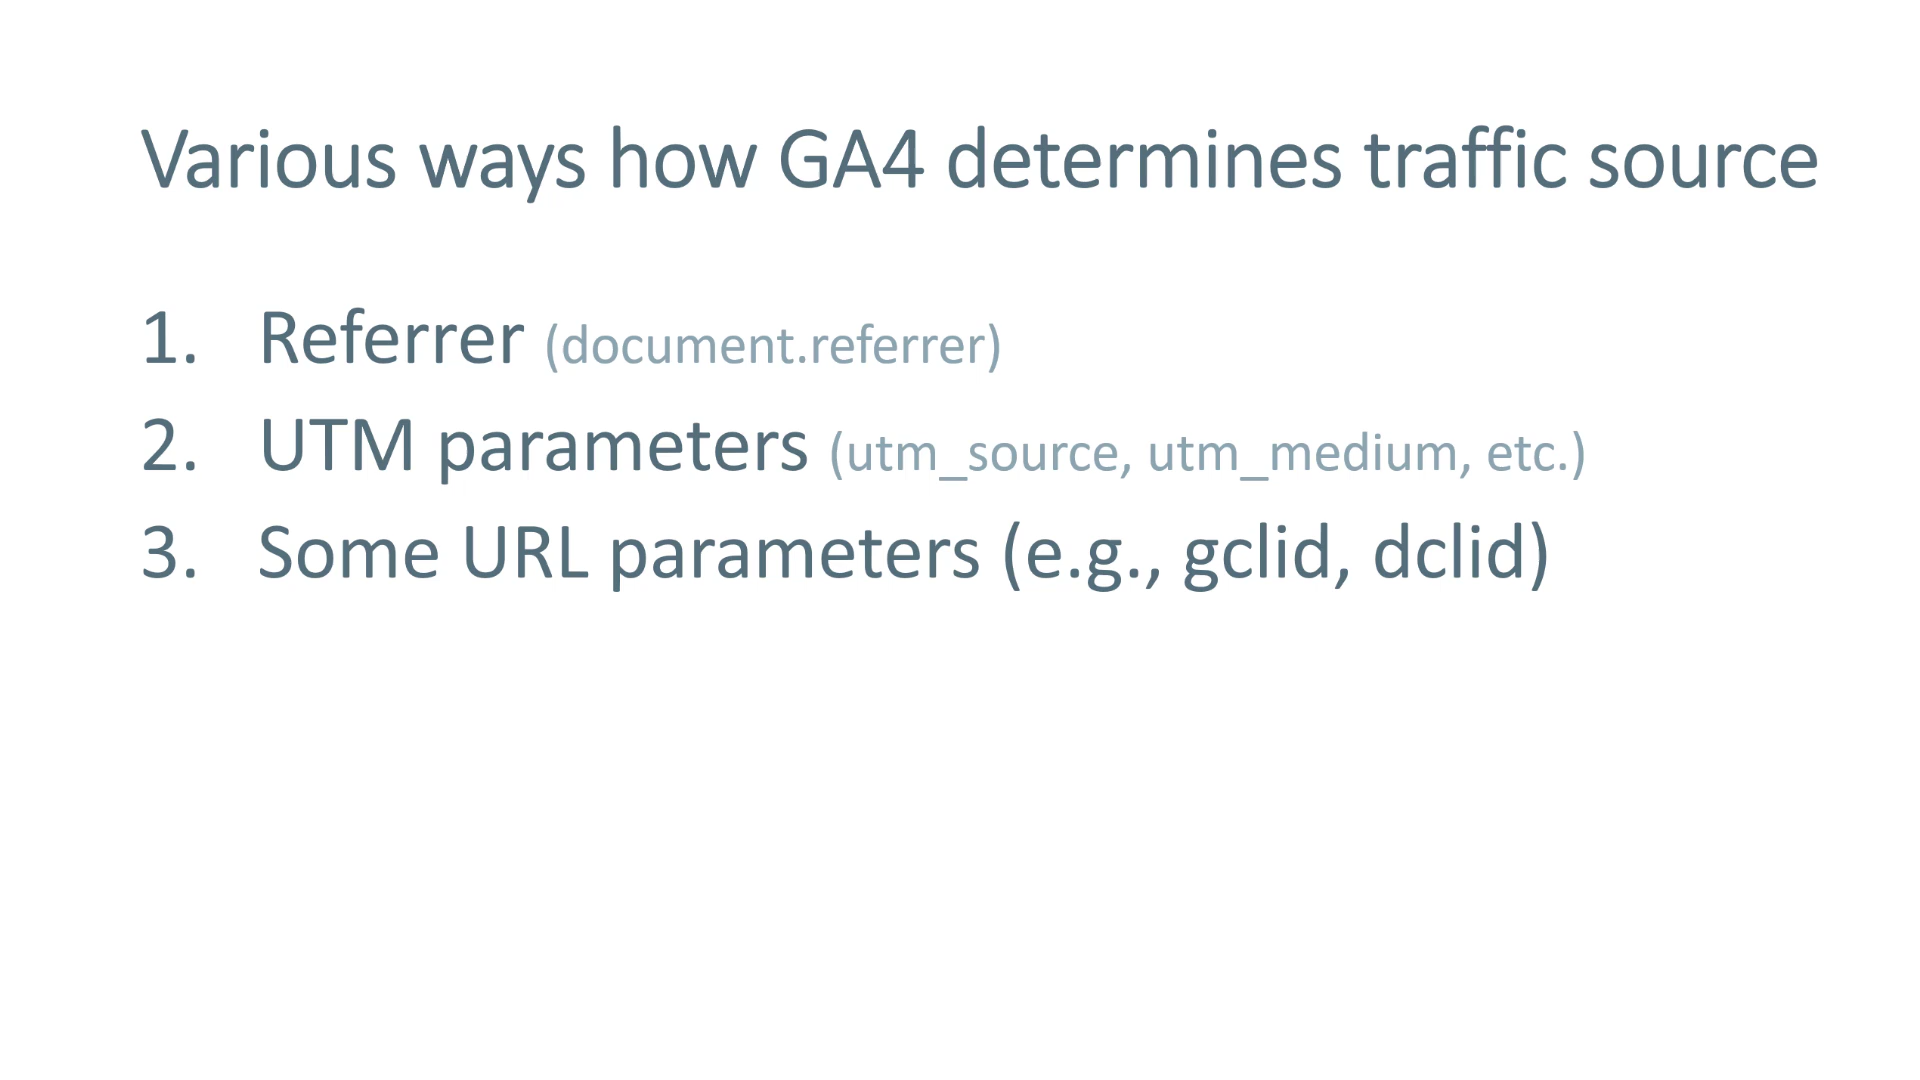 Various ways how GA4 determines traffic source
1. Referrer (document.referrer)
2. UTM parameters (utm_source, utm_medium, etc.)
3. Some URL parameters (e.g., gclid, dclid)